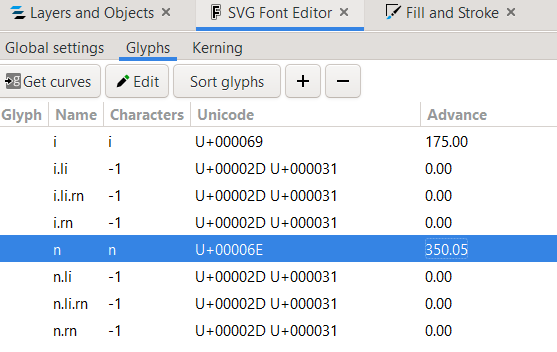 Layers and Objects × SVG Font Editor × Fill and Stroke ×
Global settings Glyphs Kerning
Get curves Edit Sort glyphs + −
Glyph Name Characters Unicode Advance
i i U+000069 175.00
i.li -1 U+00002D U+000031 0.00
i.li.rn -1 U+00002D U+000031 0.00
i.rn -1 U+00002D U+000031 0.00
n n U+00006E 350.05
n.li -1 U+00002D U+000031 0.00
n.li.rn -1 U+00002D U+000031 0.00
n.rn -1 U+00002D U+000031 0.00